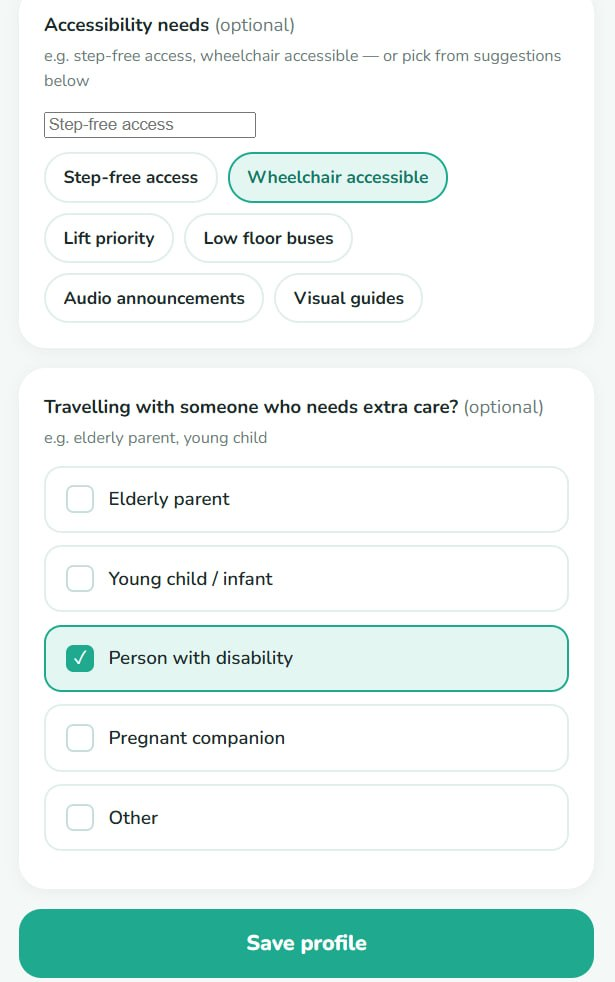 Accessibility needs (optional)
e.g. step-free access, wheelchair accessible — or pick from suggestions
below
Step-free access
Step-free access
Wheelchair accessible
Lift priority
Low floor buses
Audio announcements
Visual guides
Travelling with someone who needs extra care? (optional)
e.g. elderly parent, young child
Elderly parent
Young child / infant
Person with disability
Pregnant companion
Other
Save profile